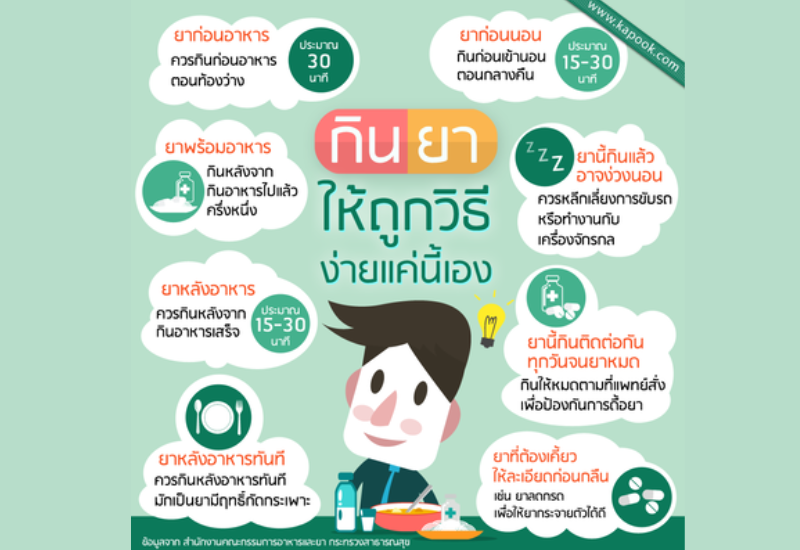 www.kapook.com
กินยา
ให้ถูกวิธี
ง่ายแค่นี้เอง
ยาก่อนอาหาร
ควรกินก่อนอาหาร
ตอนท้องว่าง
ประมาณ
30
นาที
ยาก่อนนอน
กินก่อนเข้านอน
ตอนกลางคืน
ประมาณ
15-30
นาที
ยาพร้อมอาหาร
กินหลังจาก
กินอาหารไปแล้ว
ครึ่งหนึ่ง
z z z
ยานี้กินแล้ว
อาจง่วงนอน
ควรหลีกเลี่ยงการขับรถ
หรือทำงานกับ
เครื่องจักรกล
ยาหลังอาหาร
ควรกินหลังจาก
กินอาหารเสร็จ
ประมาณ
15-30
นาที
ยานี้กินติดต่อกัน
ทุกวันจนยาหมด
กินให้หมดตามที่แพทย์สั่ง
เพื่อป้องกันการดื้อยา
ยาหลังอาหารทันที
ควรกินหลังอาหารทันที
มักเป็นยามีฤทธิ์กัดกระเพาะ
ยาที่ต้องเคี้ยว
ให้ละเอียดก่อนกลืน
เช่น ยาลดกรด
เพื่อให้ยากระจายตัวได้ดี
ข้อมูลจาก สำนักงานคณะกรรมการอาหารและยา กระทรวงสาธารณสุข